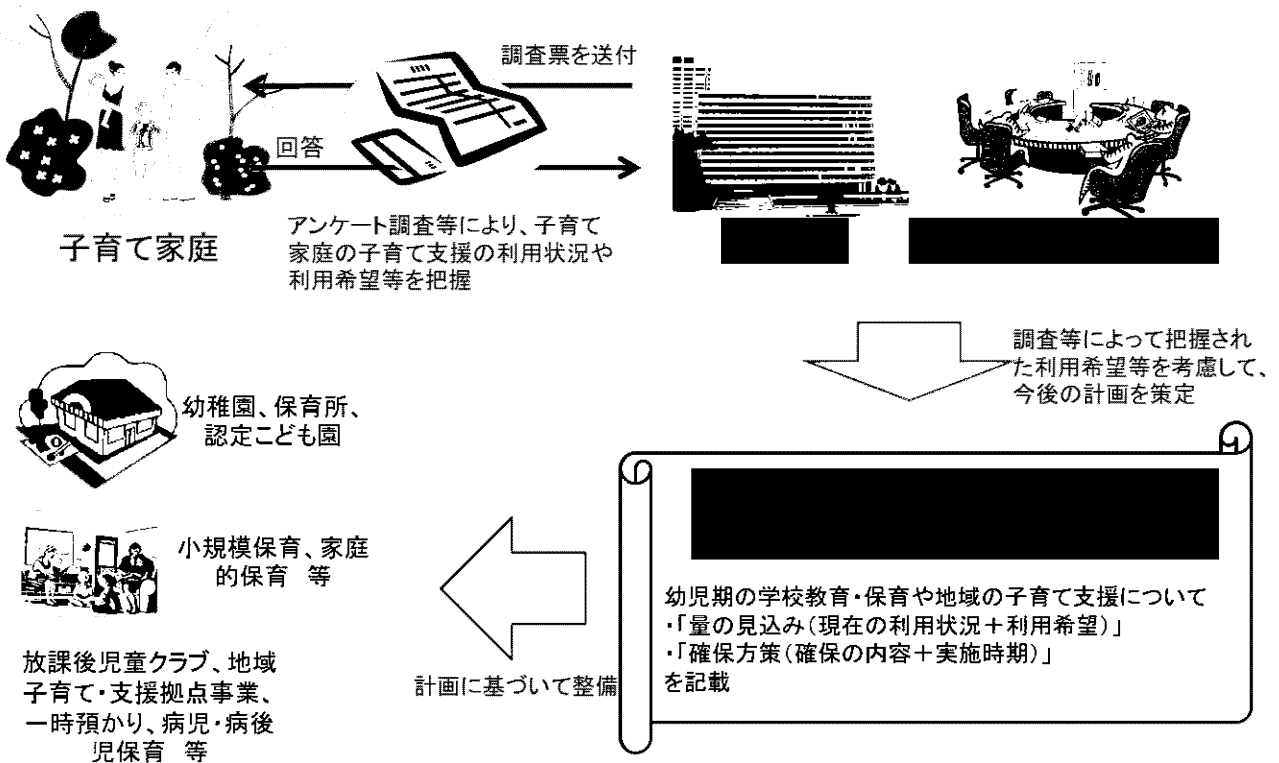 調査票を送付
回答
子育て家庭
アンケート調査等により、子育て
家庭の子育て支援の利用状況や
利用希望等を把握
調査等によって把握され
た利用希望等を考慮して、
今後の計画を策定
幼児期の学校教育・保育や地域の子育て支援について
・「量の見込み（現在の利用状況＋利用希望）」
・「確保方策（確保の内容＋実施時期）」
を記載
計画に基づいて整備
幼稚園、保育所、
認定こども園
小規模保育、家庭
的保育　等
放課後児童クラブ、地域
子育て・支援拠点事業、
一時預かり、病児・病後
児保育　等